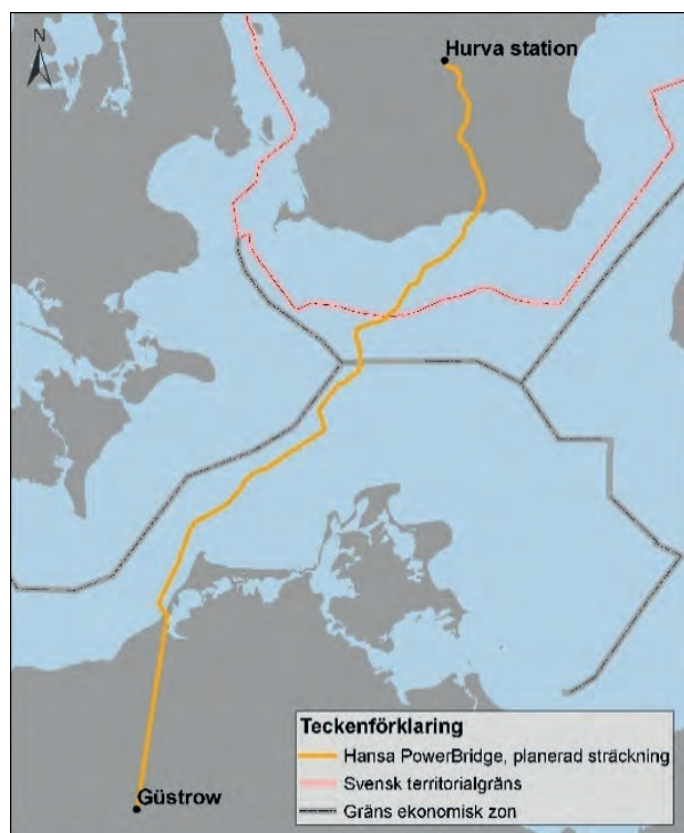 N
Hurva station
Güstrow
Teckenförklaring
Hansa PowerBridge, planerad sträckning
Svensk territorialgräns
Gräns ekonomisk zon